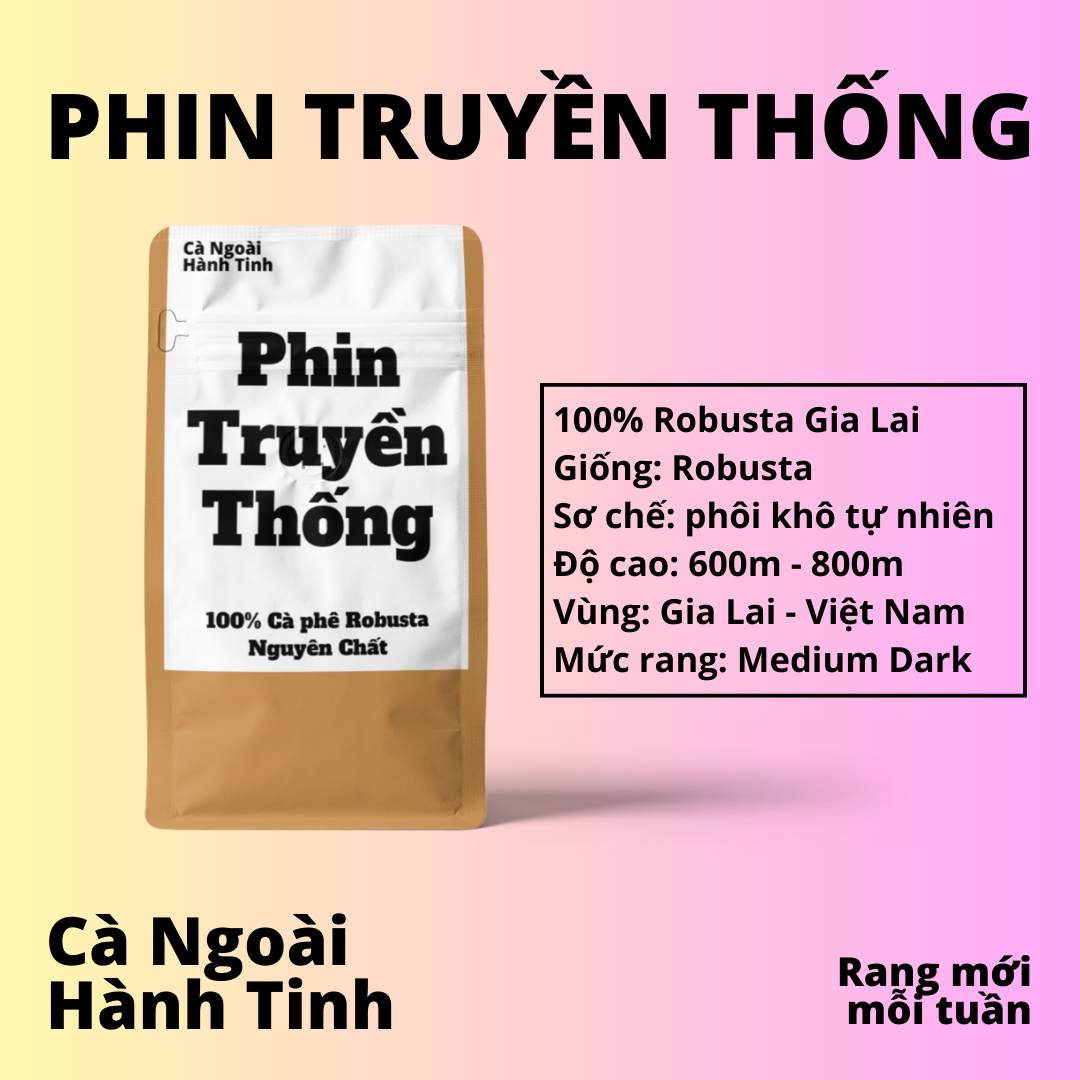 PHIN TRUYỀN THỐNG
Cà Ngoài
Hành Tinh
Phin
Truyền
Thống
100% Cà phê Robusta
Nguyên Chất
100% Robusta Gia Lai
Giống: Robusta
Sơ chế: phôi khô tự nhiên
Độ cao: 600m - 800m
Vùng: Gia Lai - Việt Nam
Mức rang: Medium Dark
Cà Ngoài
Hành Tinh
Rang mới
mỗi tuần